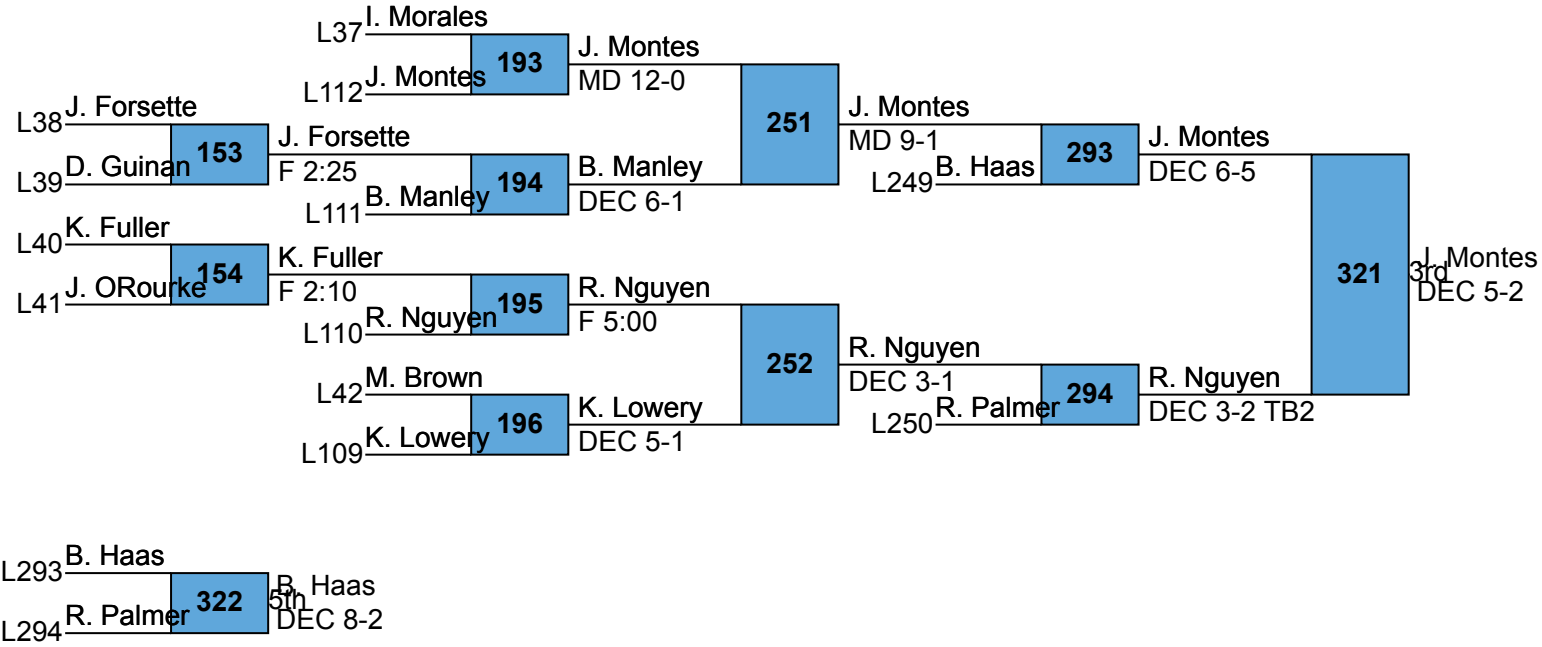 I. Morales
L37
193
J. Montes
MD 12-0
J. Montes
L112
J. Forsette
L38
153
J. Forsette
F 2:25
D. Guinan
L39
194
B. Manley
DEC 6-1
B. Manley
L111
251
J. Montes
MD 9-1
B. Haas
L249
293
J. Montes
DEC 6-5
K. Fuller
L40
154
K. Fuller
F 2:10
J. ORourke
L41
195
R. Nguyen
F 5:00
R. Nguyen
L110
M. Brown
L42
196
K. Lowery
DEC 5-1
K. Lowery
L109
252
R. Nguyen
DEC 3-1
R. Palmer
L250
294
R. Nguyen
DEC 3-2 TB2
321
3rd
J. Montes
DEC 5-2
B. Haas
L293
322
5th
B. Haas
DEC 8-2
R. Palmer
L294